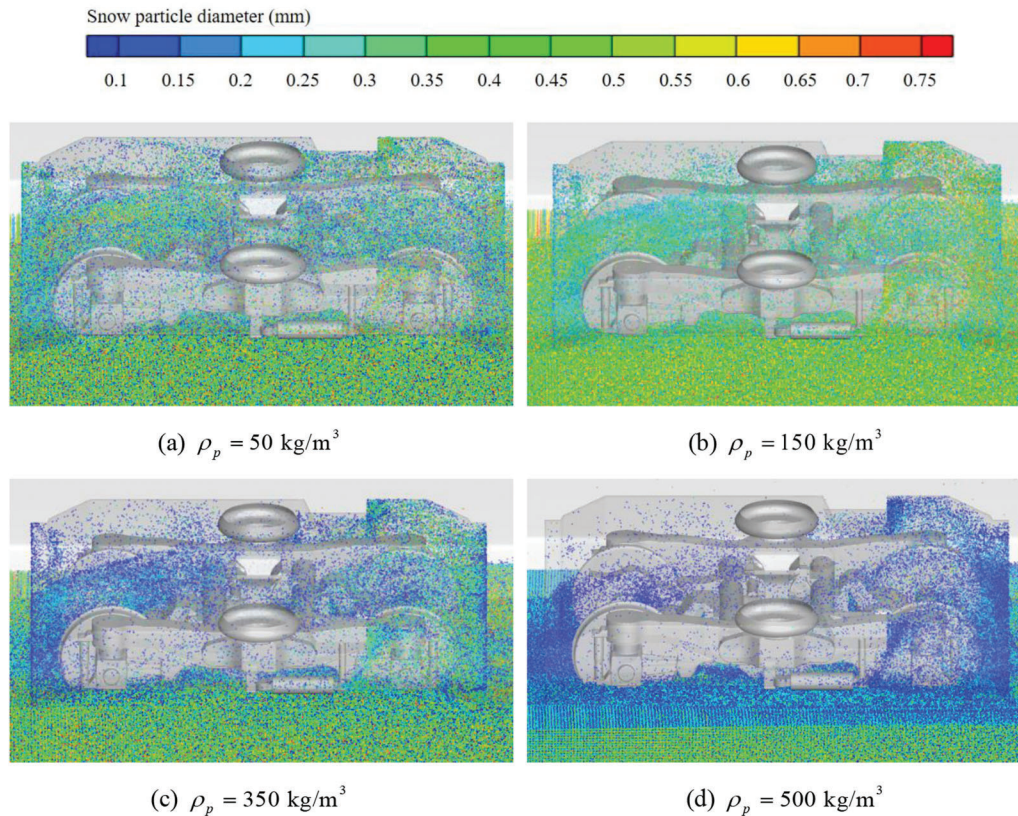 Snow particle diameter (mm)
0.1 0.15 0.2 0.25 0.3 0.35 0.4 0.45 0.5 0.55 0.6 0.65 0.7 0.75
(a) ρₚ = 50 kg/m³ (b) ρₚ = 150 kg/m³
(c) ρₚ = 350 kg/m³ (d) ρₚ = 500 kg/m³